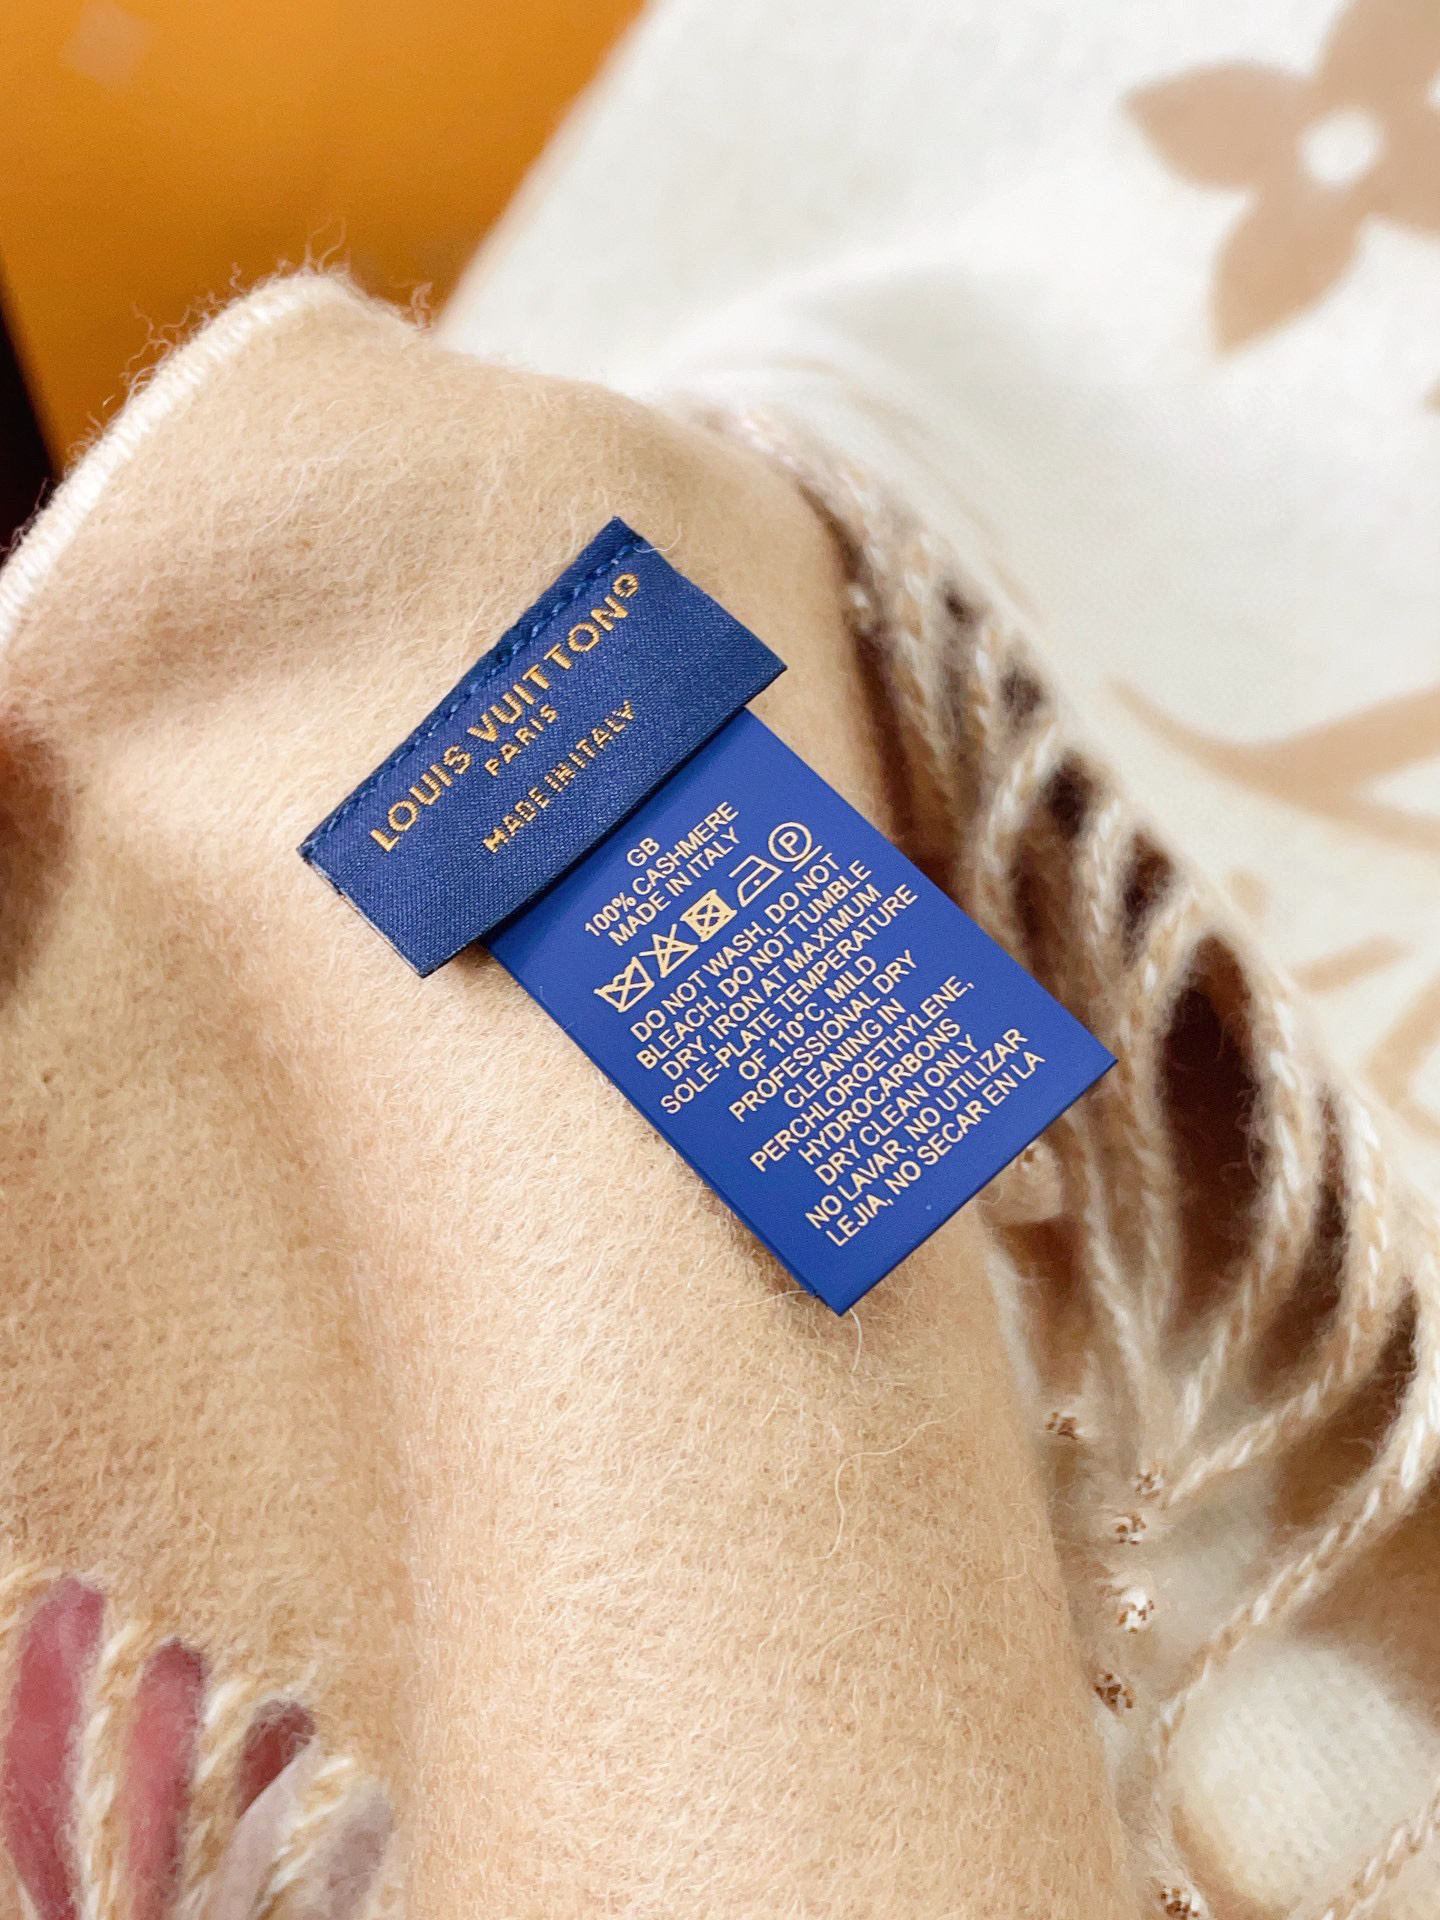 LOUIS VUITTON®
PARIS
MADE IN ITALY
GB
100% CASHMERE
MADE IN ITALY
P
DO NOT WASH, DO NOT
BLEACH, DO NOT TUMBLE
DRY, IRON AT MAXIMUM
SOLE-PLATE TEMPERATURE
OF 110°C, MILD
PROFESSIONAL DRY
CLEANING IN
PERCHLOROETHYLENE,
HYDROCARBONS
DRY CLEAN ONLY
NO LAVAR, NO UTILIZAR
LEJIA, NO SECAR EN LA